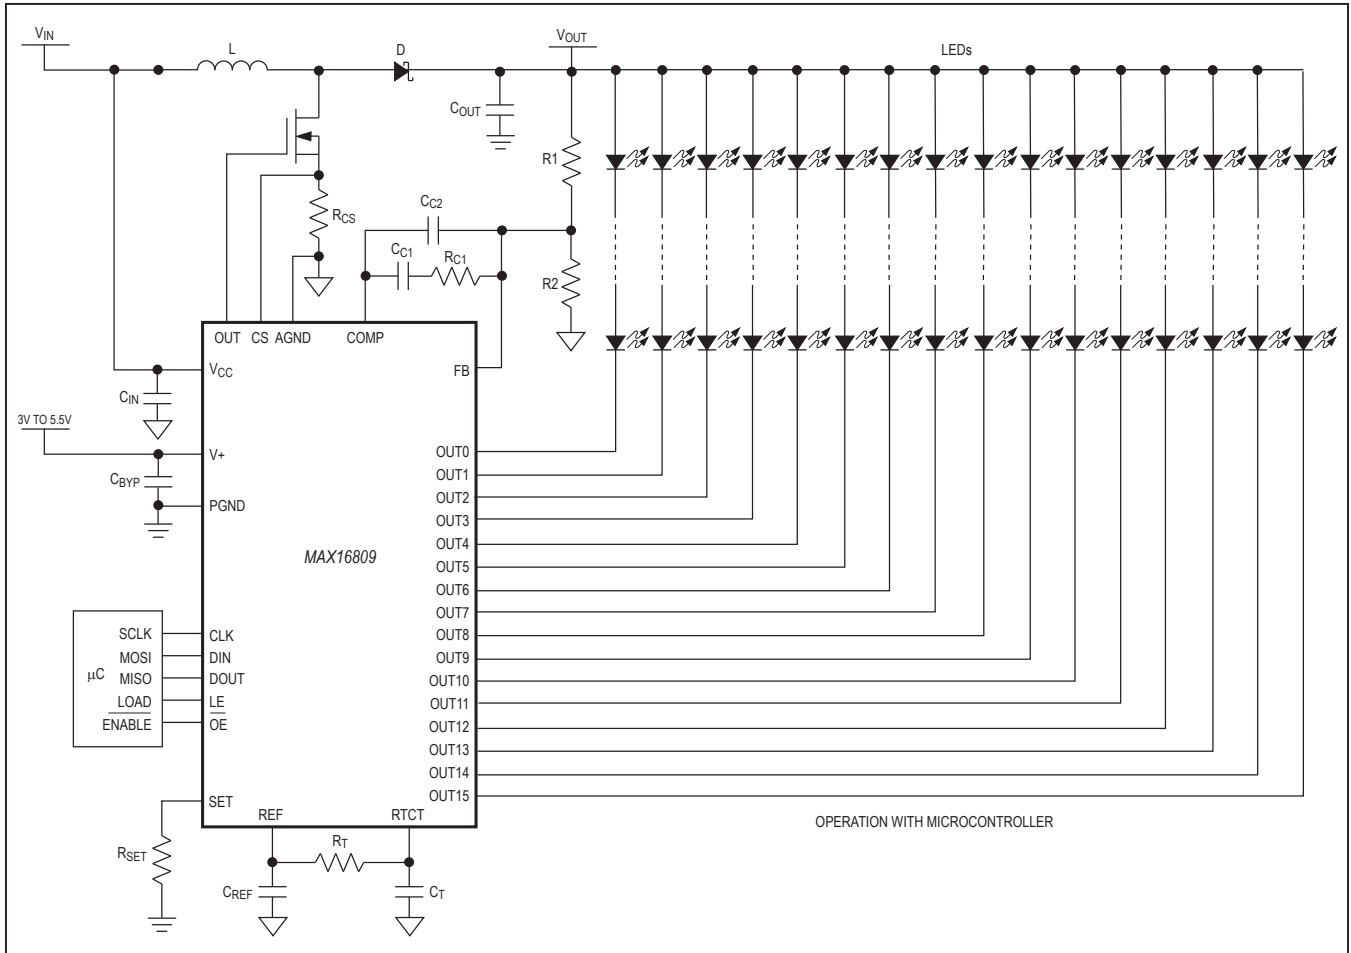 VIN
L
D
VOUT
LEDs
COUT
R1
RCS
CC2
CC1
RC1
R2
OUT
CS
AGND
COMP
VCC
FB
CIN
3V TO 5.5V
V+
CBYP
PGND
MAX16809
OUT0
OUT1
OUT2
OUT3
OUT4
OUT5
OUT6
OUT7
OUT8
OUT9
OUT10
OUT11
OUT12
OUT13
OUT14
OUT15
μC
SCLK
MOSI
MISO
LOAD
ENABLE
CLK
DIN
DOUT
LE
OE
SET
REF
RTCT
OPERATION WITH MICROCONTROLLER
RSET
RT
CREF
CT